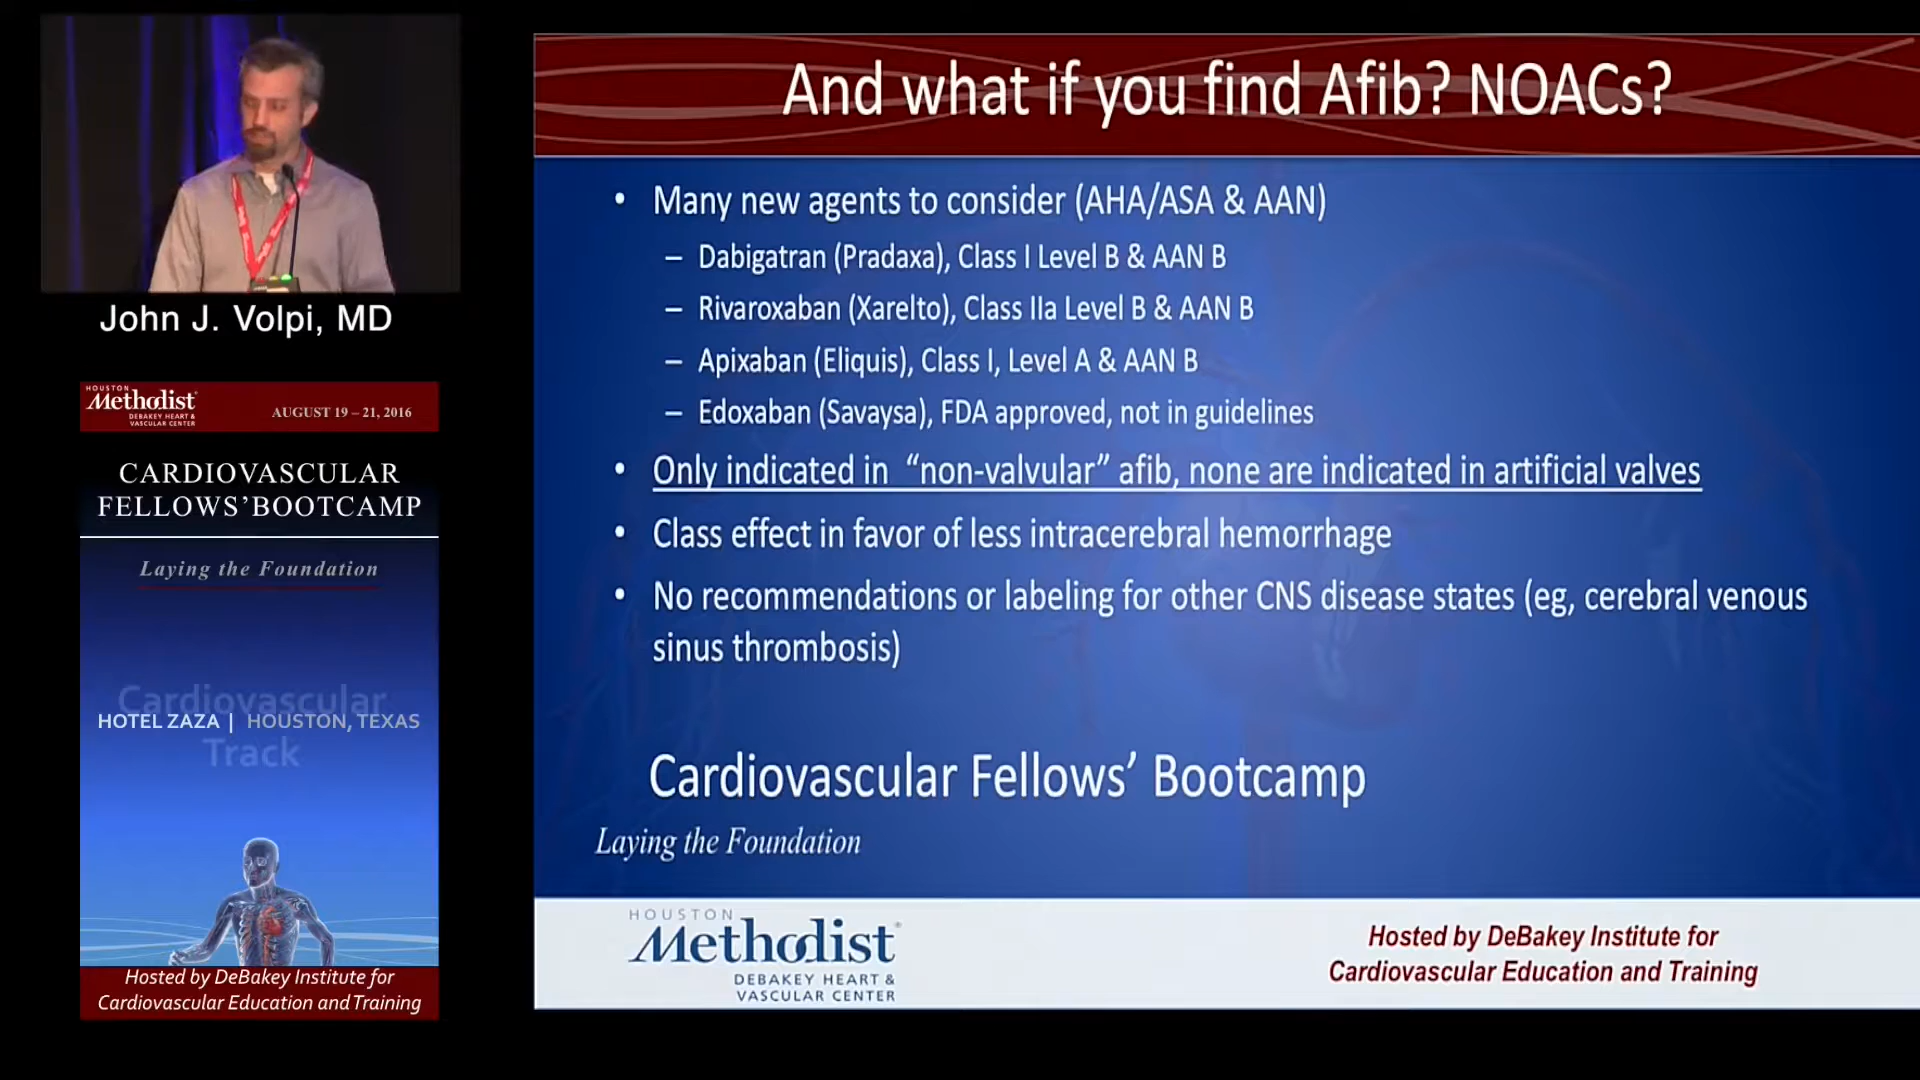 John J. Volpi, MD
HOUSTON
Methodist
DEBAKEY HEART &
VASCULAR CENTER
AUGUST 19 – 21, 2016
CARDIOVASCULAR
FELLOWS' BOOTCAMP
Laying the Foundation
Cardiovascular
HOTEL ZAZA | HOUSTON, TEXAS
Track
Hosted by DeBakey Institute for
Cardiovascular Education and Training
And what if you find Afib? NOACs?
• Many new agents to consider (AHA/ASA & AAN)
– Dabigatran (Pradaxa), Class I Level B & AAN B
– Rivaroxaban (Xarelto), Class IIa Level B & AAN B
– Apixaban (Eliquis), Class I, Level A & AAN B
– Edoxaban (Savaysa), FDA approved, not in guidelines
• Only indicated in “non-valvular” afib, none are indicated in artificial valves
• Class effect in favor of less intracerebral hemorrhage
• No recommendations or labeling for other CNS disease states (eg, cerebral venous
sinus thrombosis)
Cardiovascular Fellows’ Bootcamp
Laying the Foundation
HOUSTON
Methodist
DEBAKEY HEART &
VASCULAR CENTER
Hosted by DeBakey Institute for
Cardiovascular Education and Training